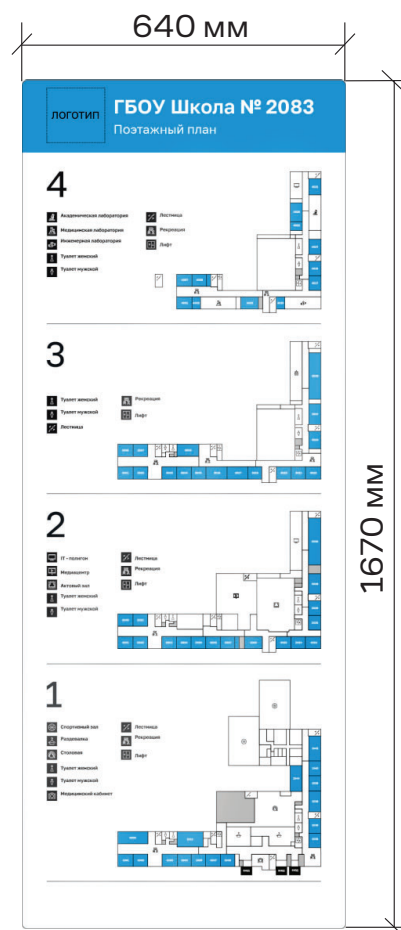 640 мм
ЛОГОТИП
ГБОУ Школа № 2083
Поэтажный план
4
Академическая лаборатория
Медицинская лаборатория
Инженерная лаборатория
Туалет женский
Туалет мужской
Лестница
Рекреация
Лифт
3
Туалет женский
Туалет мужской
Лестница
Рекреация
Лифт
1670 мм
2
IT-полигон
Медиацентр
Актовый зал
Туалет женский
Туалет мужской
Лестница
Рекреация
Лифт
1
Спортивный зал
Раздевалка
Столовая
Туалет женский
Туалет мужской
Медицинский кабинет
Лестница
Рекреация
Лифт